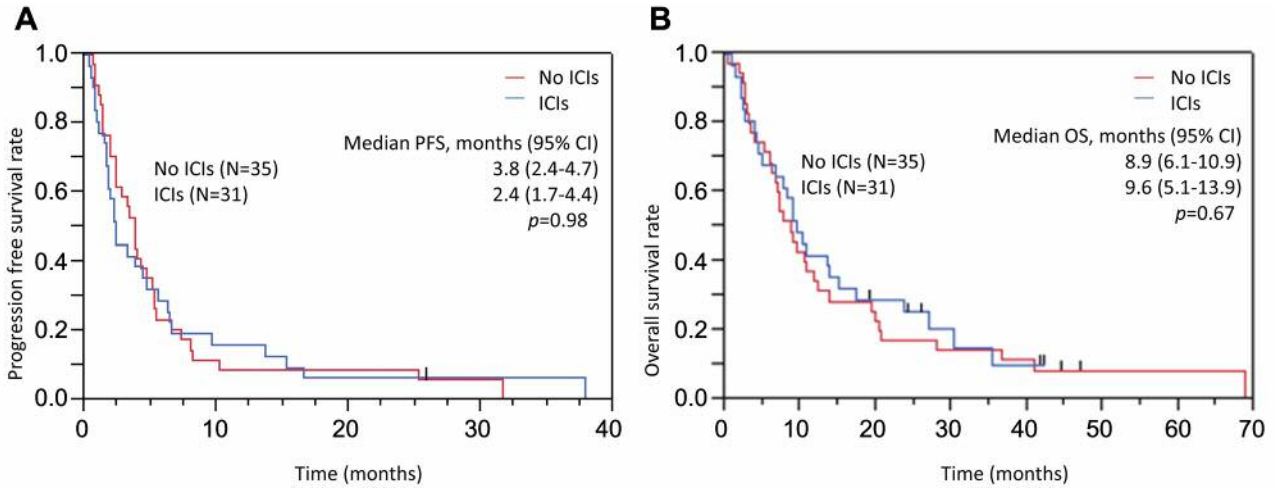 A
Progression free survival rate
1.0
0.8
0.6
0.4
0.2
0.0
No ICIs
ICIs
Median PFS, months (95% CI)
No ICIs (N=35) 3.8 (2.4-4.7)
ICIs (N=31) 2.4 (1.7-4.4)
p=0.98
0 10 20 30 40
Time (months)
B
Overall survival rate
1.0
0.8
0.6
0.4
0.2
0.0
No ICIs
ICIs
Median OS, months (95% CI)
No ICIs (N=35) 8.9 (6.1-10.9)
ICIs (N=31) 9.6 (5.1-13.9)
p=0.67
0 10 20 30 40 50 60 70
Time (months)